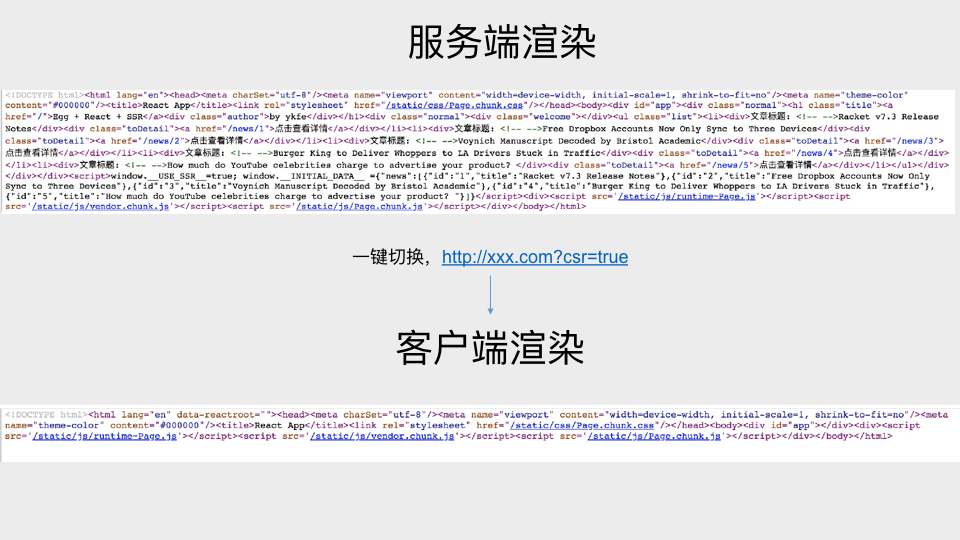 服务端渲染
<!DOCTYPE html><html lang="en"><head><meta charSet="utf-8"/><meta name="viewport" content="width=device-width, initial-scale=1, shrink-to-fit=no"/><meta name="theme-color"
content="#000000"/><title>React App</title><link rel="stylesheet" href="/static/css/Page.chunk.css"/></head><body><div id="app"><div class="normal"><h1 class="title"><a
href="/">Egg + React + SSR</a><div class="author">by ykfe</div></h1><div class="normal"><div class="welcome"></div><ul class="list"><li><div>文章标题: <!-- -->Racket v7.3 Release
Notes</div><div class="toDetail"><a href="/news/1">点击查看详情</a></div></li><li><div>文章标题: <!-- -->Free Dropbox Accounts Now Only Sync to Three Devices</div><div
class="toDetail"><a href="/news/2">点击查看详情</a></div></li><li><div>文章标题: <!-- -->Voynich Manuscript Decoded by Bristol Academic</div><div class="toDetail"><a href="/news/3">
点击查看详情</a></div></li><li><div>文章标题: <!-- -->Burger King to Deliver Whoppers to LA Drivers Stuck in Traffic</div><div class="toDetail"><a href="/news/4">点击查看详情</a></div>
</li><li><div>文章标题: <!-- -->How much do YouTube celebrities charge to advertise your product? </div><div class="toDetail"><a href="/news/5">点击查看详情</a></div></li></ul></div>
</div></div><script>window.__USE_SSR__=true; window.__INITIAL_DATA__ ={"news":[{"id":"1","title":"Racket v7.3 Release Notes"},{"id":"2","title":"Free Dropbox Accounts Now Only
Sync to Three Devices"},{"id":"3","title":"Voynich Manuscript Decoded by Bristol Academic"},{"id":"4","title":"Burger King to Deliver Whoppers to LA Drivers Stuck in Traffic"},
{"id":"5","title":"How much do YouTube celebrities charge to advertise your product? "}]}</script><div><script src='/static/js/runtime~Page.js'></script><script
src='/static/js/vendor.chunk.js'></script><script src='/static/js/Page.chunk.js'></script></div></body></html>
一键切换，http://xxx.com?csr=true
客户端渲染
<!DOCTYPE html><html lang="en" data-reactroot=""><head><meta charSet="utf-8"/><meta name="viewport" content="width=device-width, initial-scale=1, shrink-to-fit=no"/><meta
name="theme-color" content="#000000"/><title>React App</title><link rel="stylesheet" href="/static/css/Page.chunk.css"/></head><body><div id="app"></div><div><script
src='/static/js/runtime~Page.js'></script><script src='/static/js/vendor.chunk.js'></script><script src='/static/js/Page.chunk.js'></script></div></body></html>